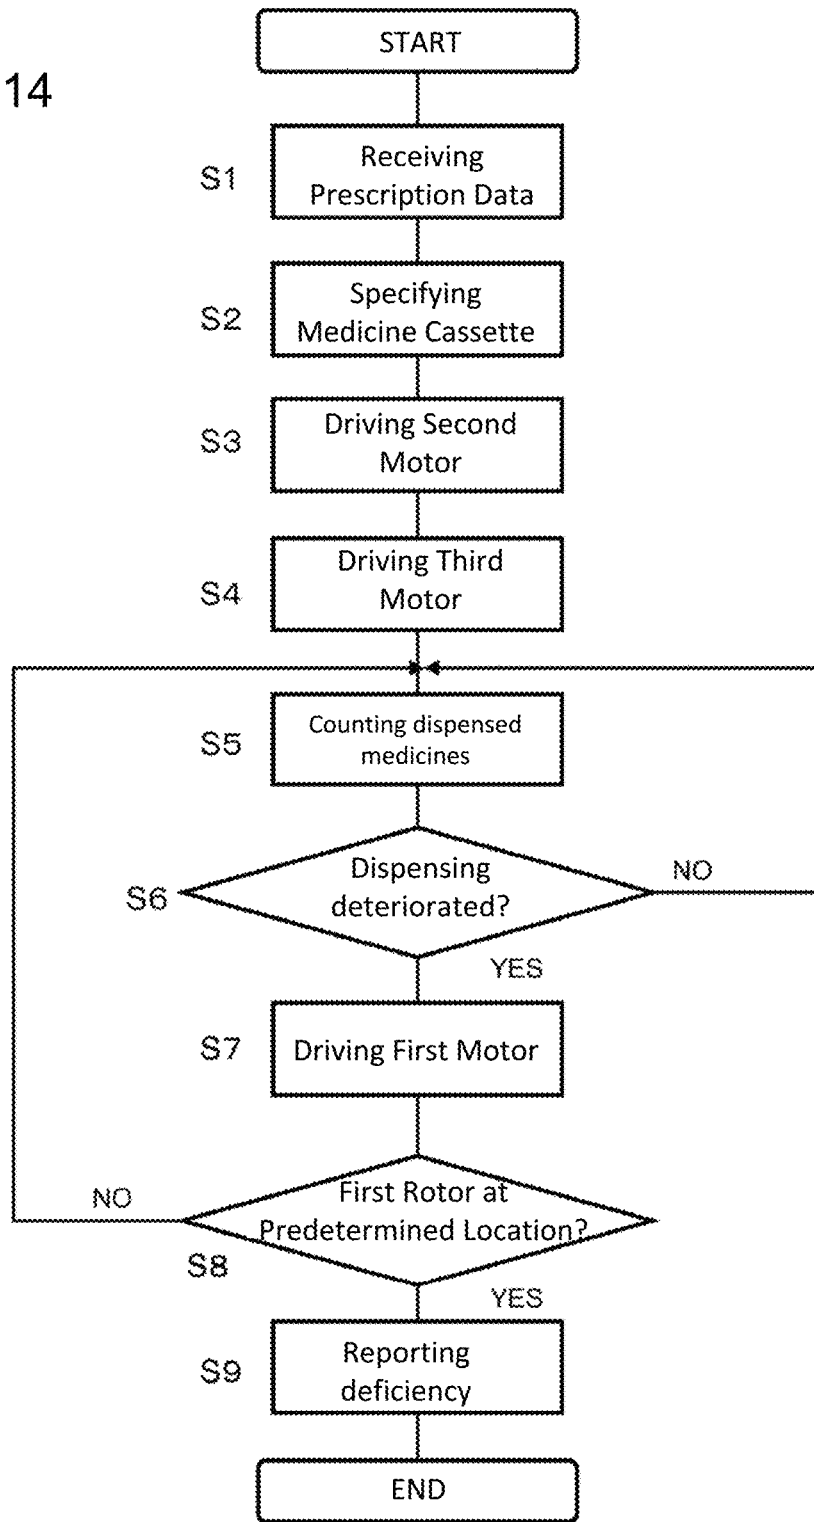 START
14
S1
Receiving
Prescription Data
S2
Specifying
Medicine Cassette
S3
Driving Second
Motor
S4
Driving Third
Motor
S5
Counting dispensed
medicines
S6
Dispensing
deteriorated?
NO
YES
S7
Driving First Motor
NO
First Rotor at
Predetermined Location?
S8
YES
S9
Reporting
deficiency
END